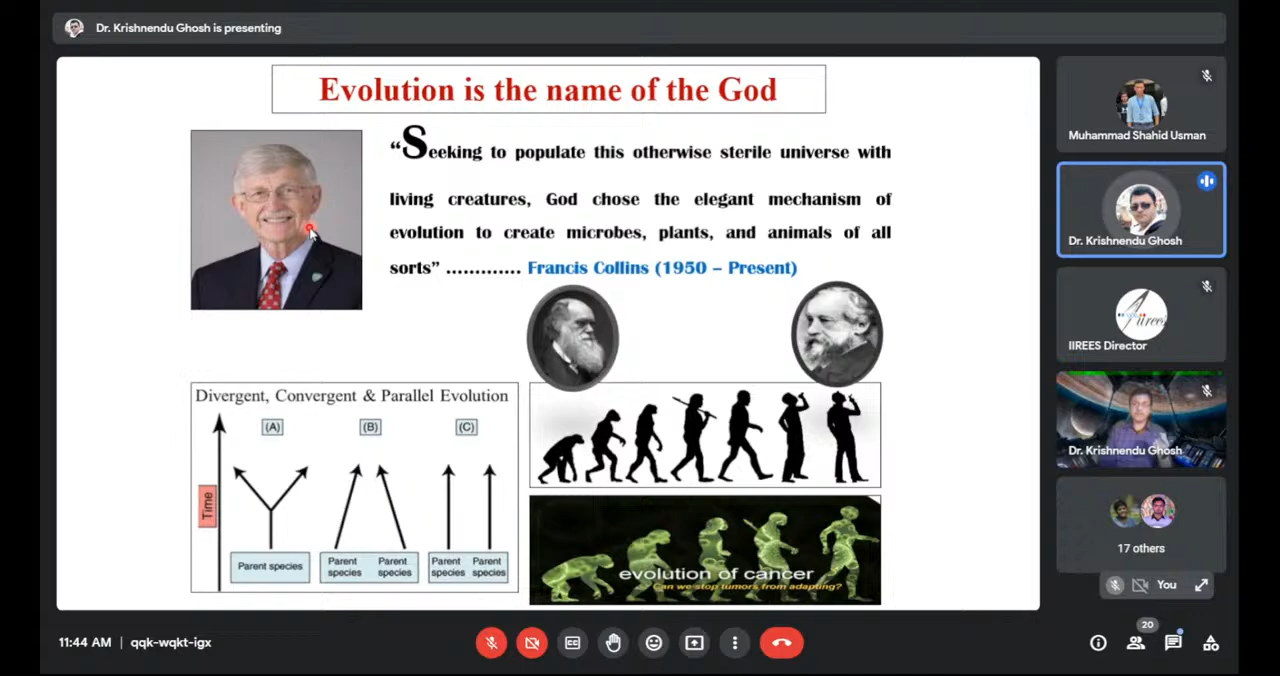 Dr. Krishnendu Ghosh is presenting
Evolution is the name of the God
“Seeking to populate this otherwise sterile universe with
living creatures, God chose the elegant mechanism of
evolution to create microbes, plants, and animals of all
sorts” ............. Francis Collins (1950 – Present)
Divergent, Convergent & Parallel Evolution
(A)
(B)
(C)
Time
Parent species
Parent
species
Parent
species
Parent
species
Parent
species
evolution of cancer
Can we stop tumors from adapting?
Muhammad Shahid Usman
Dr. Krishnendu Ghosh
IIREES Director
Dr. Krishnendu Ghosh
17 others
You
11:44 AM | qqk-wqkt-igx
CC
20